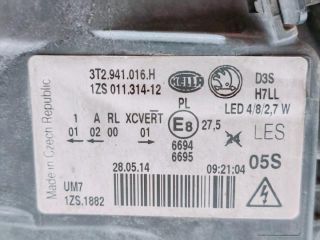 3T2.941.016.H
1ZS 011.314-12
HELLA
D3S
H7LL
LED 4/8/2,7 W
PL
1 A RL XCVERT
01 02 00 01
E8
27,5
LES
6694
6695
05S
28.05.14
09:21:04
UM7
1ZS.1882
Made in Czech Republic